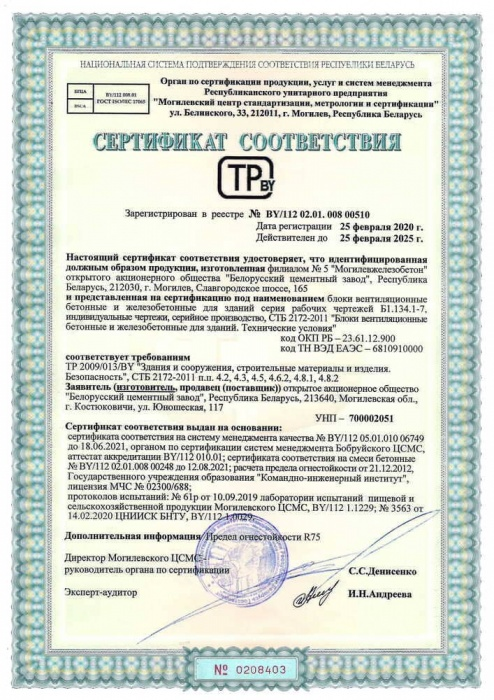 НАЦИОНАЛЬНАЯ СИСТЕМА ПОДТВЕРЖДЕНИЯ СООТВЕТСТВИЯ РЕСПУБЛИКИ БЕЛАРУСЬ
Орган по сертификации продукции, услуг и систем менеджмента
Республиканского унитарного предприятия
"Могилевский центр стандартизации, метрологии и сертификации"
ул. Белинского, 33, 212011, г. Могилев, Республика Беларусь
БГЦА
BY/112 008.01
ГОСТ ISO/IEC 17065
СЕРТИФИКАТ СООТВЕТСТВИЯ
ТР BY
Зарегистрирован в реестре № BY/112 02.01. 008 00510
Дата регистрации 25 февраля 2020 г.
Действителен до 25 февраля 2025 г.
Настоящий сертификат соответствия удостоверяет, что идентифицированная
должным образом продукция, изготовленная филиалом № 5 "Могилевжелезобетон"
открытого акционерного общества "Белорусский цементный завод", Республика
Беларусь, 212030, г. Могилев, Славгородское шоссе, 165
и представленная на сертификацию под наименованием блоки вентиляционные
бетонные и железобетонные для зданий серия рабочих чертежей Б1.134.1-7,
индивидуальные чертежи, серийное производство, СТБ 2172-2011 "Блоки вентиляционные
бетонные и железобетонные для зданий. Технические условия"
код ОКП РБ – 23.61.12.900
код ТН ВЭД ЕАЭС – 6810910000
соответствует требованиям
ТР 2009/013/BY "Здания и сооружения, строительные материалы и изделия.
Безопасность", СТБ 2172-2011 п.п. 4.2, 4.3, 4.5, 4.6.2, 4.8.1, 4.8.2
Заявитель (изготовитель, продавец (поставщик)) открытое акционерное общество
"Белорусский цементный завод", Республика Беларусь, 213640, Могилевская обл.,
г. Костюковичи, ул. Юношеская, 117
УНП – 700002051
Сертификат соответствия выдан на основании:
сертификата соответствия на систему менеджмента качества № BY/112 05.01.010 06749
до 18.06.2021, органом по сертификации систем менеджмента Бобруйского ЦСМС,
аттестат аккредитации BY/112 010.01; сертификата соответствия на смеси бетонные
№ BY/112 02.01.008 00248 до 12.08.2021; расчета предела огнестойкости от 21.12.2012,
Государственного учреждения образования "Командно-инженерный институт",
лицензия МЧС № 02300/688;
протоколов испытаний: № 61р от 10.09.2019 лаборатории испытаний пищевой и
сельскохозяйственной продукции Могилевского ЦСМС, BY/112 1.1229; № 3563 от
14.02.2020 ЦНИИСК БНТУ, BY/112 1.0029.
Дополнительная информация Предел огнестойкости R75
Директор Могилевского ЦСМС -
руководитель органа по сертификации
С.С.Денисенко
Эксперт-аудитор
И.Н.Андреева
№ 0208403